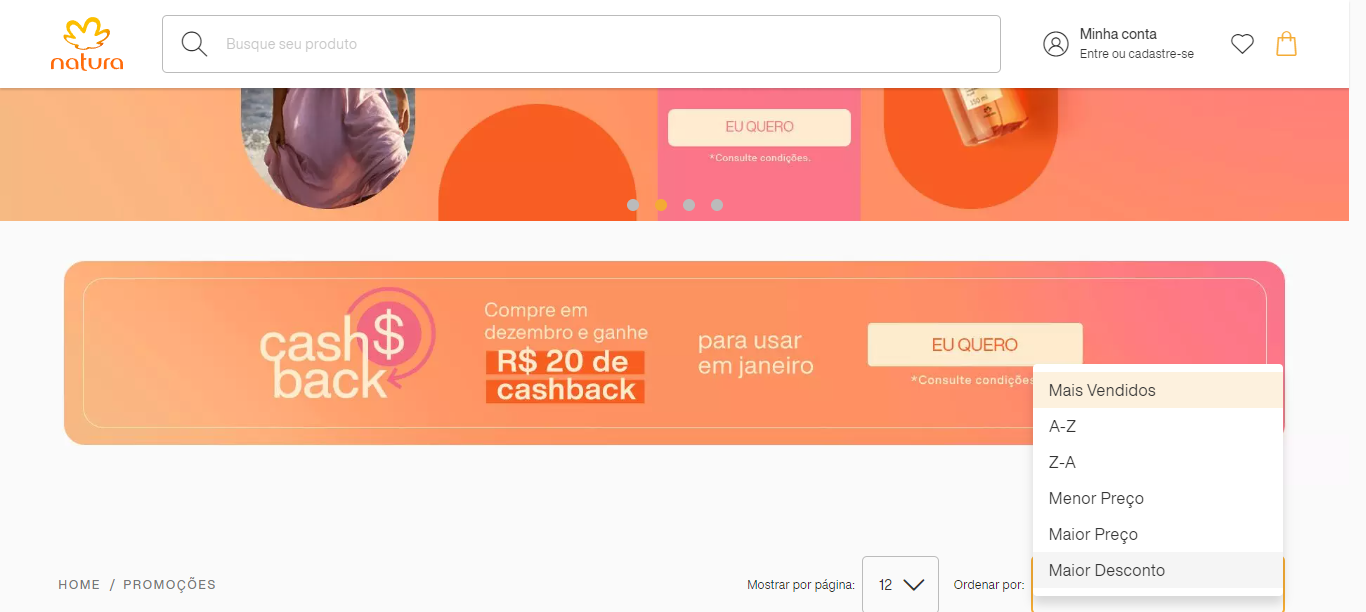 natura
Busque seu produto
Minha conta
Entre ou cadastre-se
150 ml
EU QUERO
*Consulte condições.
cash$
back
Compre em
dezembro e ganhe
R$ 20 de
cashback
para usar
em janeiro
EU QUERO
*Consulte condições
Mais Vendidos
A-Z
Z-A
Menor Preço
Maior Preço
Maior Desconto
HOME / PROMOÇÕES
Mostrar por página:
12
Ordenar por: